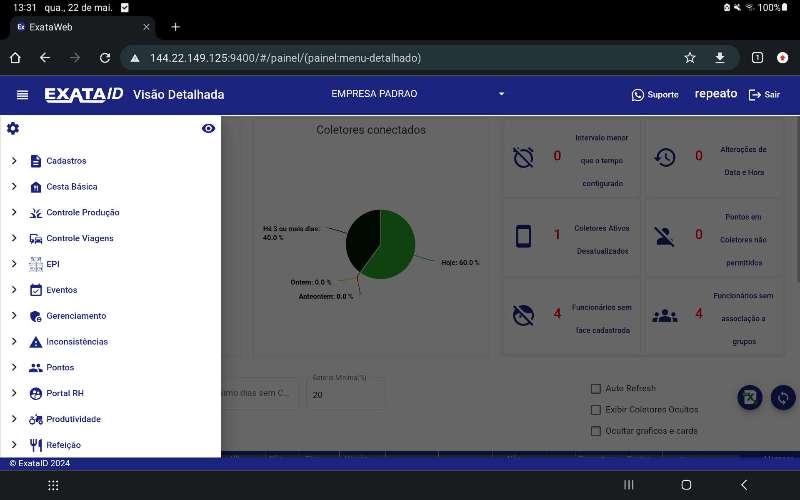 13:31 qua., 22 de mai.
100%
ExataWeb
144.22.149.125:9400/#/painel/(painel:menu-detalhado)
1
EXATAID Visão Detalhada
EMPRESA PADRAO
Suporte
repeato
Sair
Cadastros
Cesta Básica
Controle Produção
Controle Viagens
EPI
Eventos
Gerenciamento
Inconsistências
Pontos
Portal RH
Produtividade
Refeição
Coletores conectados
Há 3 ou mais dias:
40.0 %
Hoje: 60.0 %
Ontem: 0.0 %
Anteontem: 0.0 %
0
Intervalo menor
que o tempo
configurado
0
Alterações de
Data e Hora
1
Coletores Ativos
Desatualizados
0
Pontos em
Coletores não
permitidos
4
Funcionários sem
face cadastrada
4
Funcionários sem
associação a
grupos
imo dias sem C...
Bateria Mínima(%)
20
Auto Refresh
Exibir Coletores Ocultos
Ocultar graficos e cards
© ExataID 2024